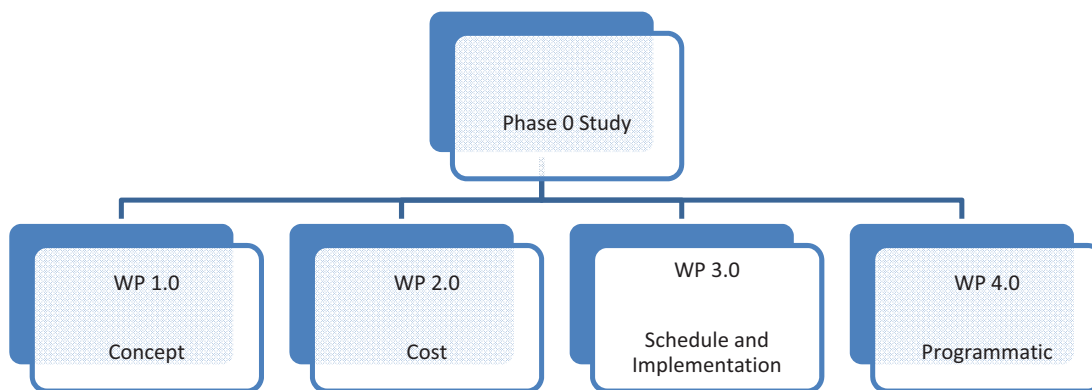 Phase 0 Study
WP 1.0
Concept
WP 2.0
Cost
WP 3.0
Schedule and
Implementation
WP 4.0
Programmatic